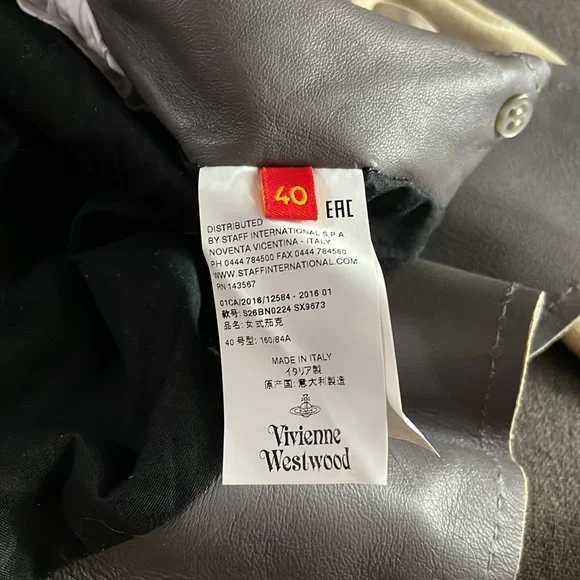 40
EAC
DISTRIBUTED
BY STAFF INTERNATIONAL S.P.A.
NOVENTA VICENTINA - ITALY
PH 0444 784500 FAX 0444 784580
WWW.STAFFINTERNATIONAL.COM
RN 143567
01CA/2016/12584 - 2016 01
款号: S26BN0224 SX9673
品名: 女式茄克
40 号型: 160/84A
MADE IN ITALY
イタリア製
原产国: 意大利製造
Vivienne
Westwood